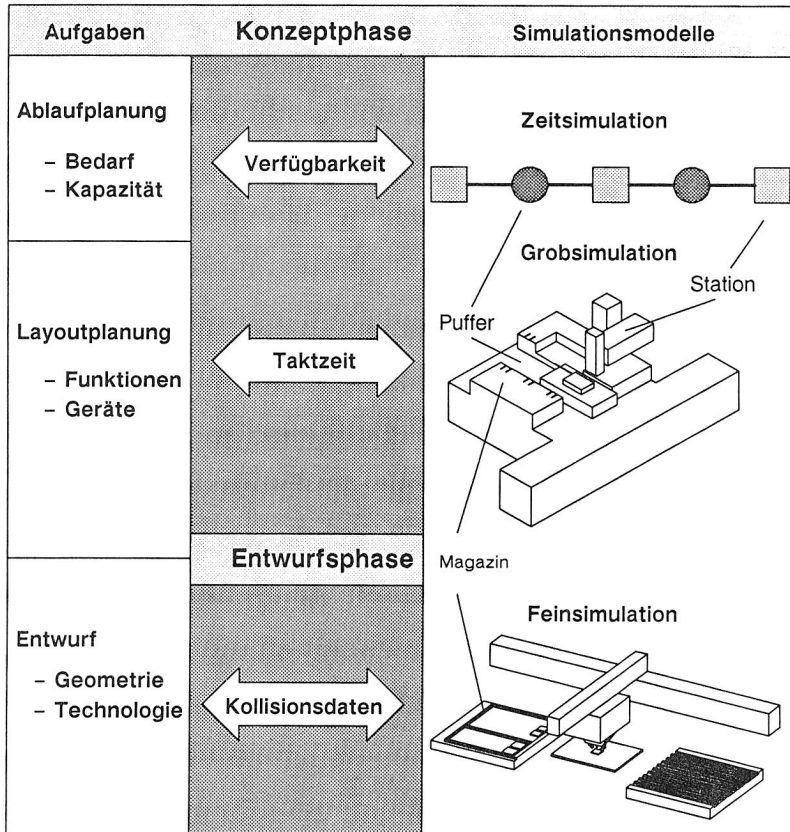 Aufgaben
Konzeptphase
Simulationsmodelle
Ablaufplanung
– Bedarf
– Kapazität
Verfügbarkeit
Zeitsimulation
Grobsimulation
Station
Puffer
Layoutplanung
– Funktionen
– Geräte
Taktzeit
Entwurfsphase
Magazin
Feinsimulation
Entwurf
– Geometrie
– Technologie
Kollisionsdaten